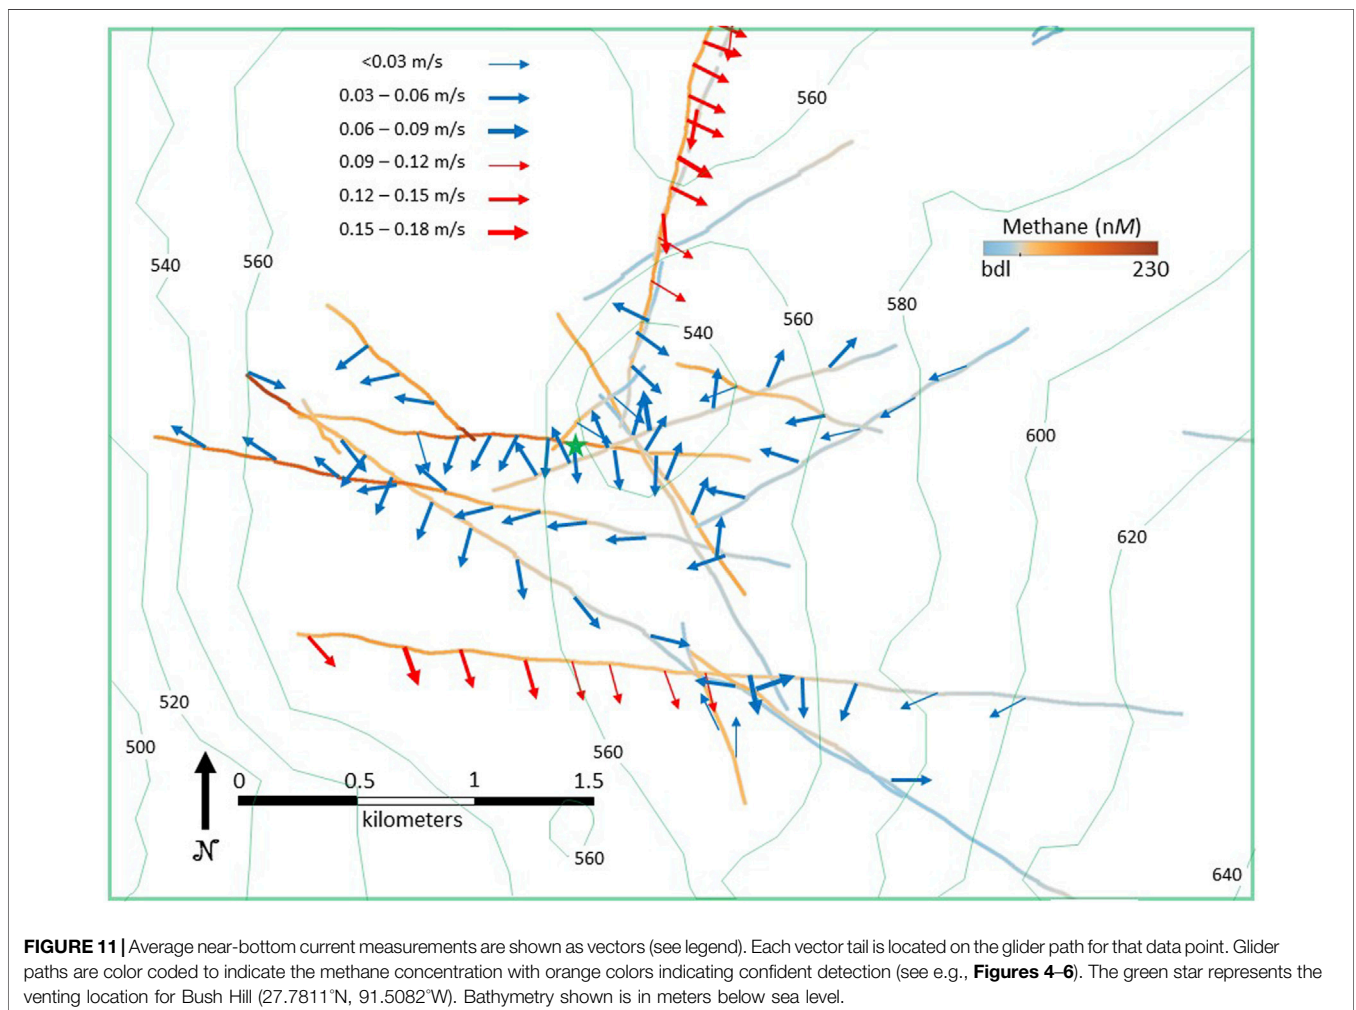 <0.03 m/s
0.03 – 0.06 m/s
0.06 – 0.09 m/s
0.09 – 0.12 m/s
0.12 – 0.15 m/s
0.15 – 0.18 m/s
560
Methane (nM)
bdl 230
540
560
580
560
540
600
620
520
500
560
0 0.5 1 1.5
kilometers
N
560
640
FIGURE 11 | Average near-bottom current measurements are shown as vectors (see legend). Each vector tail is located on the glider path for that data point. Glider
paths are color coded to indicate the methane concentration with orange colors indicating confident detection (see e.g., Figures 4–6). The green star represents the
venting location for Bush Hill (27.7811°N, 91.5082°W). Bathymetry shown is in meters below sea level.